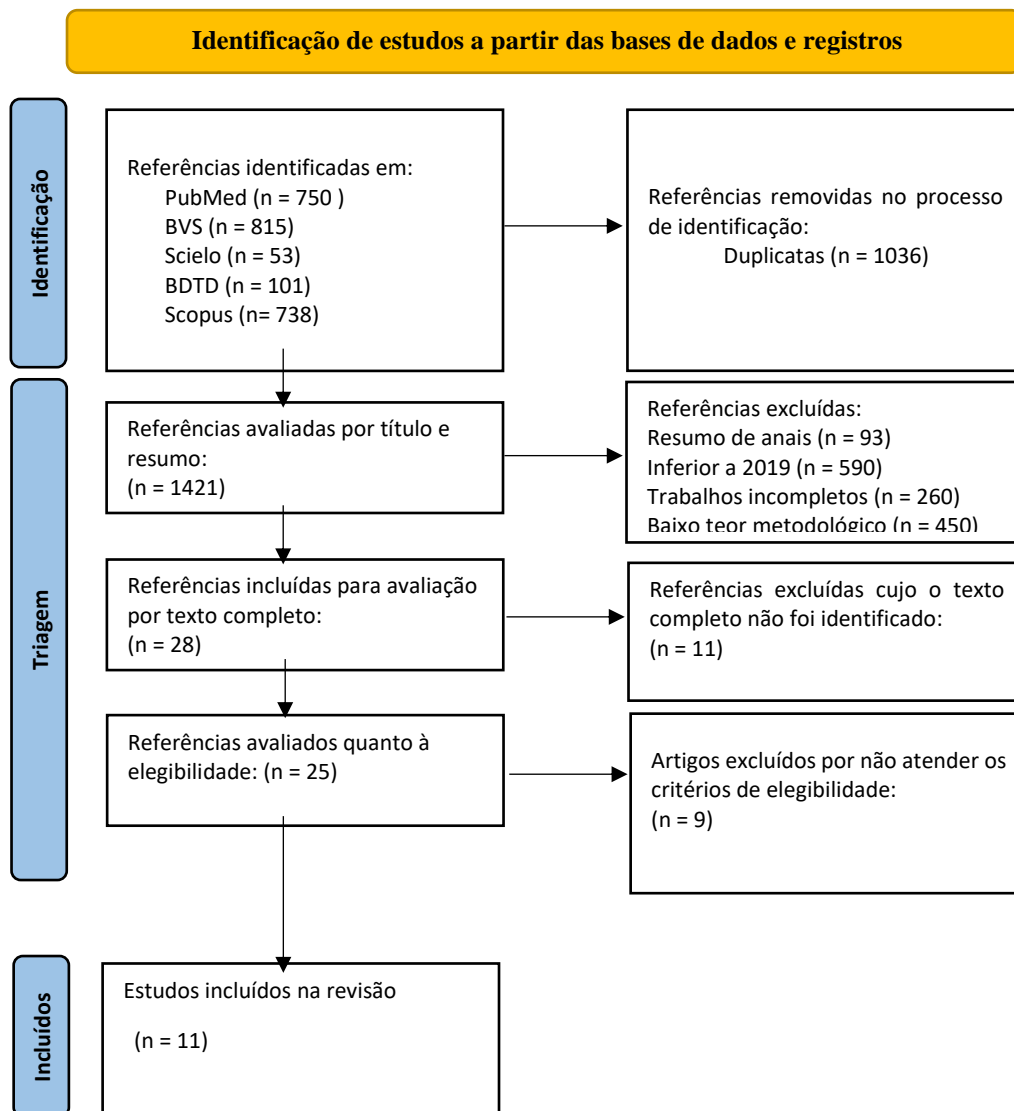 Identificação de estudos a partir das bases de dados e registros
Identificação
Referências identificadas em:
PubMed (n = 750 )
BVS (n = 815)
Scielo (n = 53)
BDTD (n = 101)
Scopus (n= 738)
Referências removidas no processo
de identificação:
Duplicatas (n = 1036)
Triagem
Referências avaliadas por título e
resumo:
(n = 1421)
Referências excluídas:
Resumo de anais (n = 93)
Inferior a 2019 (n = 590)
Trabalhos incompletos (n = 260)
Baixo teor metodológico (n = 450)
Referências incluídas para avaliação
por texto completo:
(n = 28)
Referências excluídas cujo o texto
completo não foi identificado:
(n = 11)
Referências avaliados quanto à
elegibilidade: (n = 25)
Artigos excluídos por não atender os
critérios de elegibilidade:
(n = 9)
Incluídos
Estudos incluídos na revisão
(n = 11)